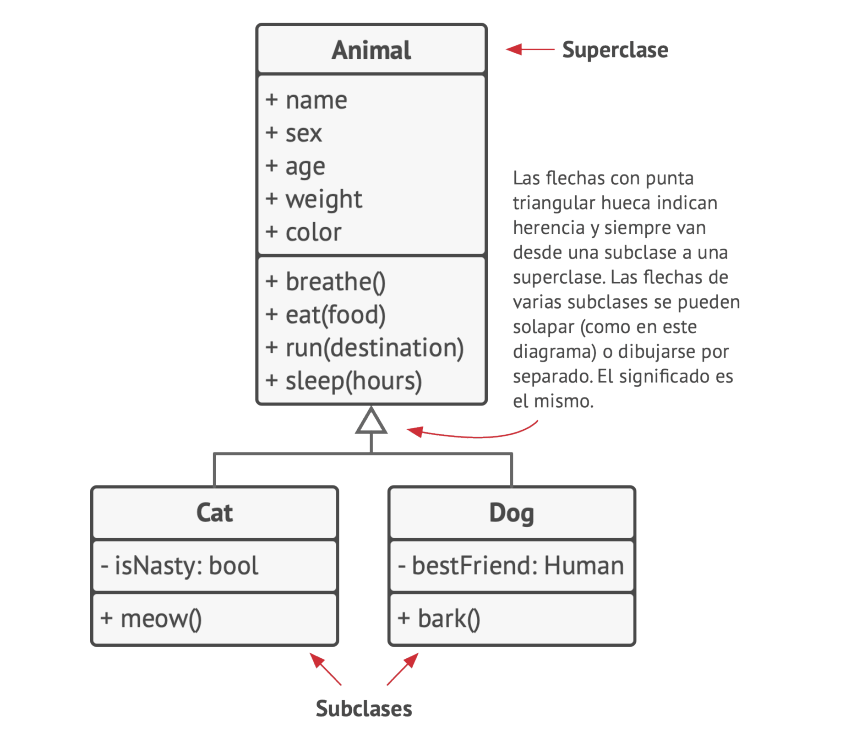 Animal
Superclase
+ name
+ sex
+ age
+ weight
+ color
+ breathe()
+ eat(food)
+ run(destination)
+ sleep(hours)
Las flechas con punta
triangular hueca indican
herencia y siempre van
desde una subclase a una
superclase. Las flechas de
varias subclases se pueden
solapar (como en este
diagrama) o dibujarse por
separado. El significado es
el mismo.
Cat
- isNasty: bool
+ meow()
Dog
- bestFriend: Human
+ bark()
Subclases